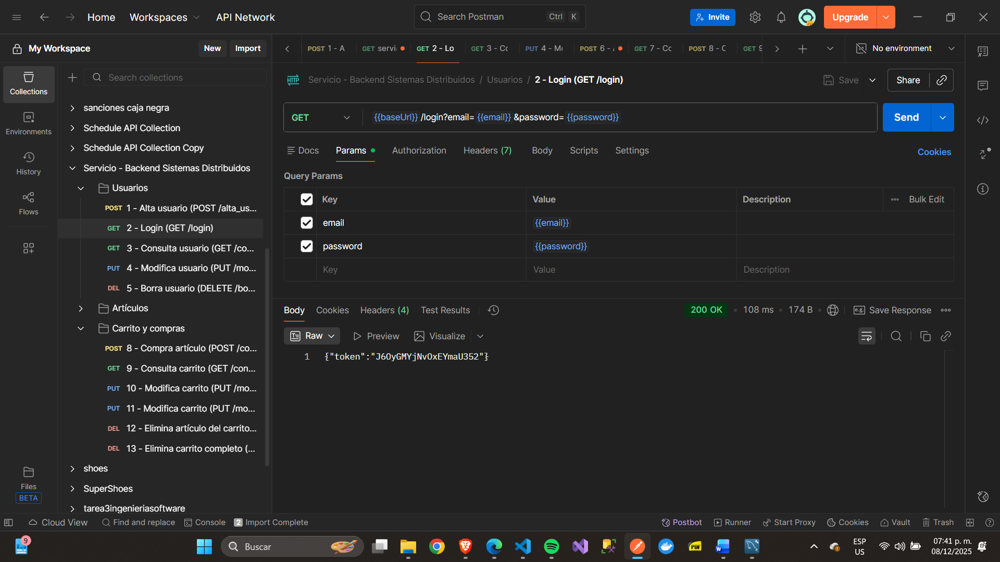 Home
Workspaces
API Network
Search Postman
Ctrl K
Invite
Upgrade
My Workspace
New
Import
POST 1 - A
GET servi
GET 2 - Lo
GET 3 - Co
PUT 4 - Mo
POST 6 - A
GET 7 - Co
POST 8 - C
GET 9
No environment
Collections
Environments
History
Flows
Files
BETA
Search collections
sanciones caja negra
Schedule API Collection
Schedule API Collection Copy
Servicio - Backend Sistemas Distribuidos
Usuarios
POST 1 - Alta usuario (POST /alta_us...
GET 2 - Login (GET /login)
GET 3 - Consulta usuario (GET /co...
PUT 4 - Modifica usuario (PUT /mo...
DEL 5 - Borra usuario (DELETE /bo...
Artículos
Carrito y compras
POST 8 - Compra artículo (POST /co...
GET 9 - Consulta carrito (GET /con...
PUT 10 - Modifica carrito (PUT /mo...
PUT 11 - Modifica carrito (PUT /mo...
DEL 12 - Elimina artículo del carrito...
DEL 13 - Elimina carrito completo (...
shoes
SuperShoes
tarea3ingenieriasoftware
HTTP Servicio - Backend Sistemas Distribuidos / Usuarios / 2 - Login (GET /login)
Save
Share
GET
{{baseUrl}} /login?email= {{email}} &password= {{password}}
Send
Docs
Params
Authorization
Headers (7)
Body
Scripts
Settings
Cookies
Query Params
Key Value Description Bulk Edit
email {{email}}
password {{password}}
Key Value Description
Body
Cookies
Headers (4)
Test Results
200 OK
108 ms
174 B
e.g. Save Response
Raw
Preview
Visualize
1 {"token":"J6OyGMYjNvOxEYmaU352"}
Cloud View
Find and replace
Console
2 Import Complete
Postbot
Runner
Start Proxy
Cookies
Vault
Trash
9
Buscar
PDF
ESP
US
07:41 p. m.
08/12/2025